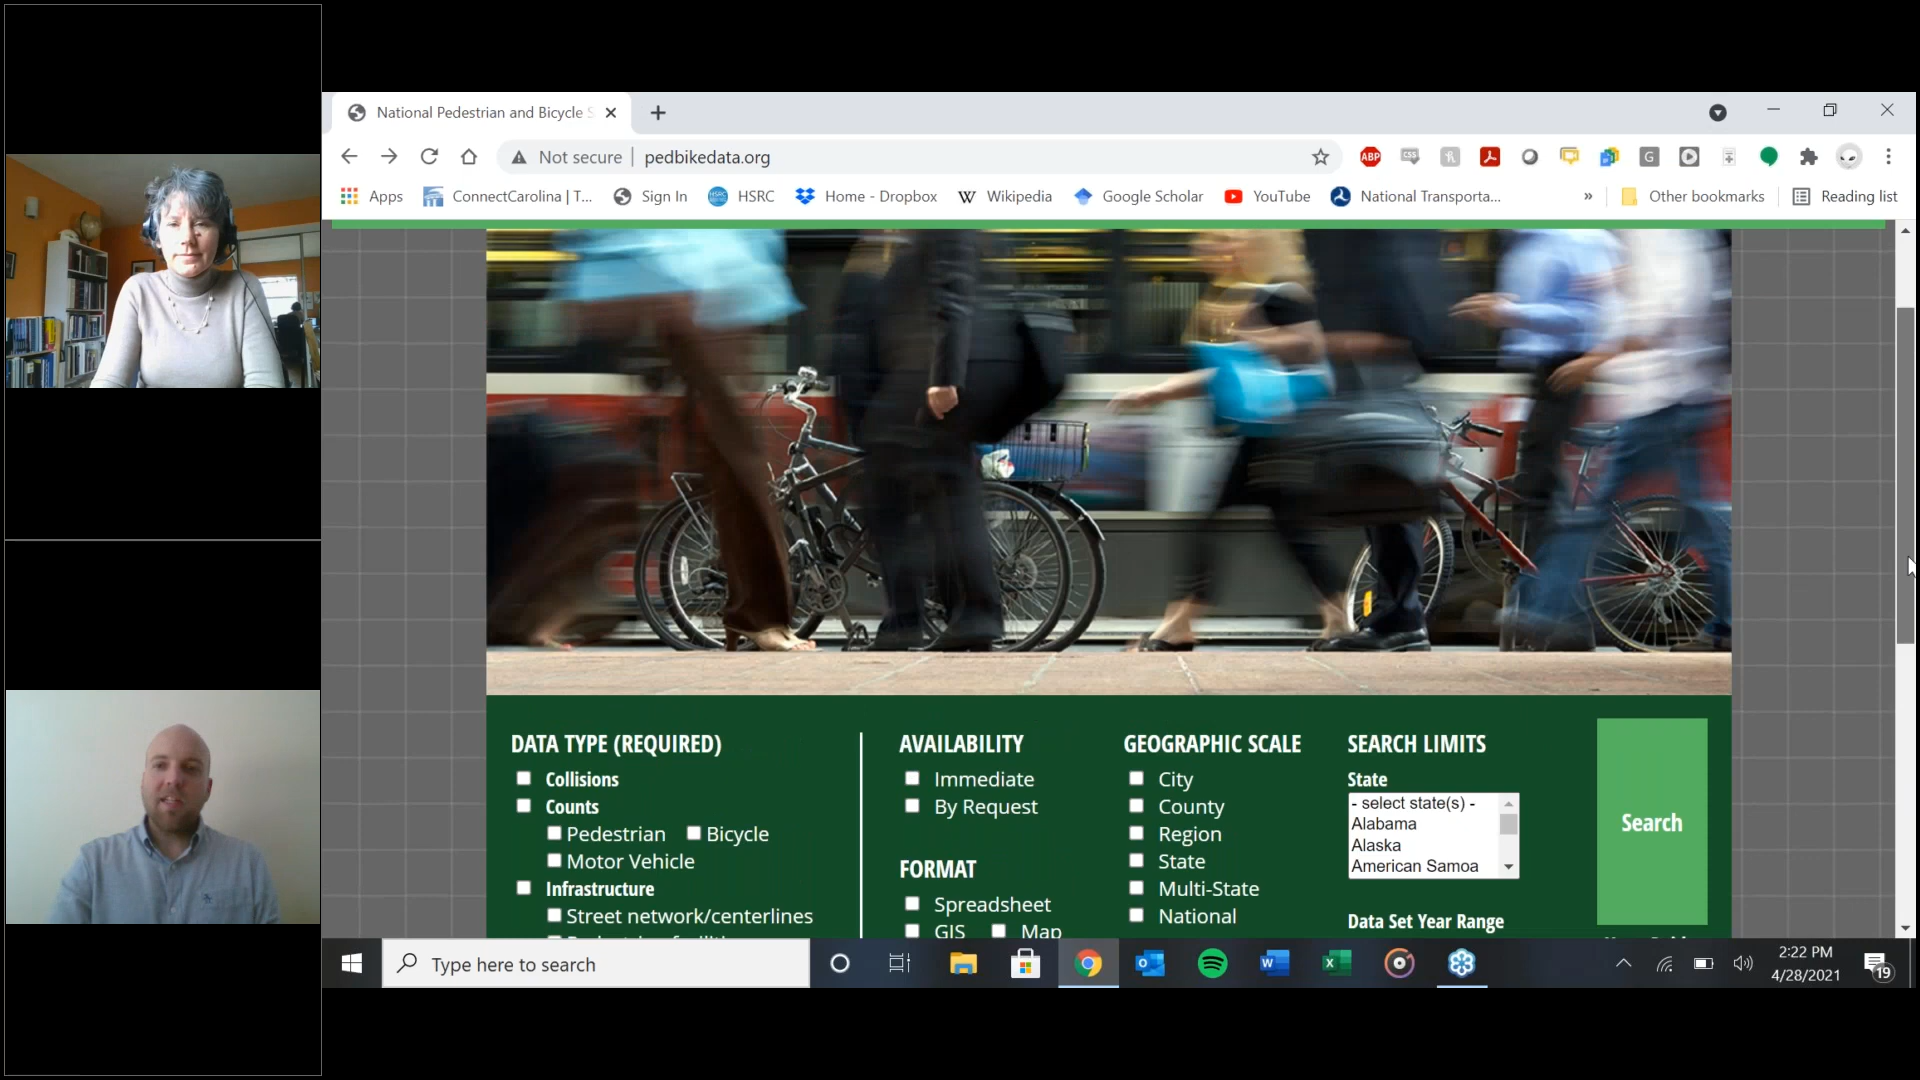 National Pedestrian and Bicycle S
Not secure
pedbikedata.org
ABP
CSS
G
Apps
ConnectCarolina | T...
Sign In
HSRC
HSRC
Home - Dropbox
W
Wikipedia
Google Scholar
YouTube
National Transporta...
»
Other bookmarks
Reading list
DATA TYPE (REQUIRED)
Collisions
Counts
Pedestrian
Bicycle
Motor Vehicle
Infrastructure
Street network/centerlines
AVAILABILITY
Immediate
By Request
FORMAT
Spreadsheet
GIS
Map
GEOGRAPHIC SCALE
City
County
Region
State
Multi-State
National
SEARCH LIMITS
State
- select state(s) -
Alabama
Alaska
American Samoa
Data Set Year Range
Search
Type here to search
2:22 PM
4/28/2021
19